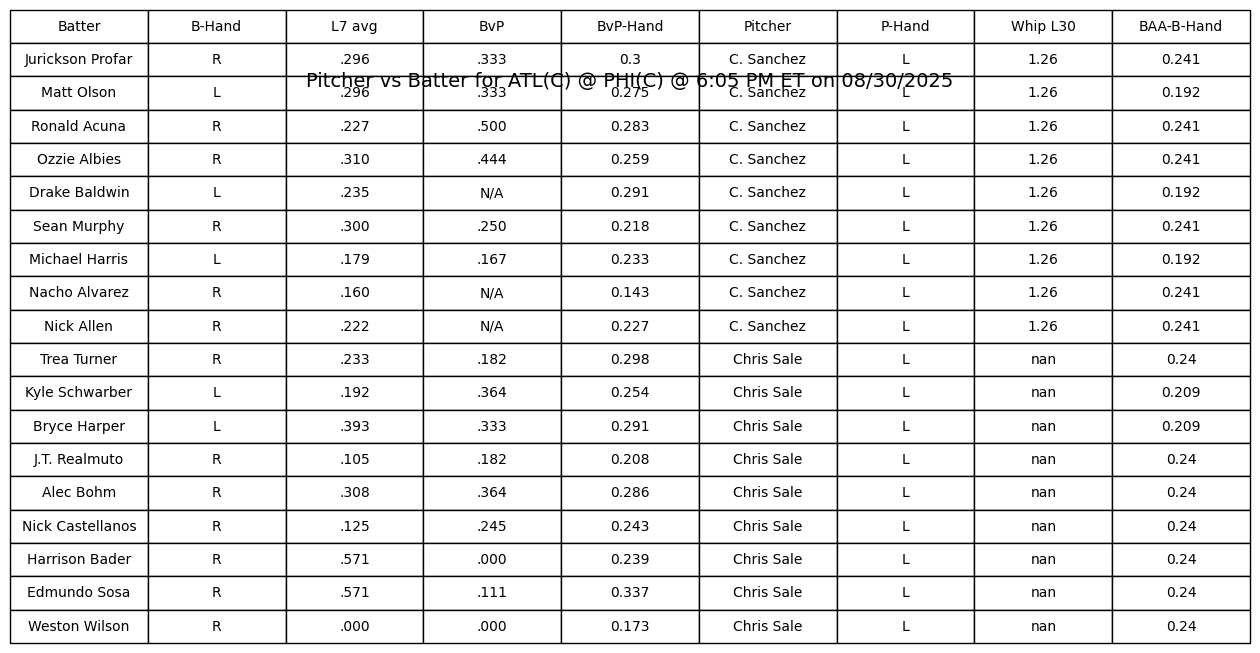 Batter B-Hand L7 avg BvP BvP-Hand Pitcher P-Hand Whip L30 BAA-B-Hand
Jurickson Profar R .296 .333 0.3 C. Sanchez L 1.26 0.241
Pitcher vs Batter for ATL(C) @ PHI(C) @ 6:05 PM ET on 08/30/2025
Matt Olson L .296 .333 0.275 C. Sanchez L 1.26 0.192
Ronald Acuna R .227 .500 0.283 C. Sanchez L 1.26 0.241
Ozzie Albies R .310 .444 0.259 C. Sanchez L 1.26 0.241
Drake Baldwin L .235 N/A 0.291 C. Sanchez L 1.26 0.192
Sean Murphy R .300 .250 0.218 C. Sanchez L 1.26 0.241
Michael Harris L .179 .167 0.233 C. Sanchez L 1.26 0.192
Nacho Alvarez R .160 N/A 0.143 C. Sanchez L 1.26 0.241
Nick Allen R .222 N/A 0.227 C. Sanchez L 1.26 0.241
Trea Turner R .233 .182 0.298 Chris Sale L nan 0.24
Kyle Schwarber L .192 .364 0.254 Chris Sale L nan 0.209
Bryce Harper L .393 .333 0.291 Chris Sale L nan 0.209
J.T. Realmuto R .105 .182 0.208 Chris Sale L nan 0.24
Alec Bohm R .308 .364 0.286 Chris Sale L nan 0.24
Nick Castellanos R .125 .245 0.243 Chris Sale L nan 0.24
Harrison Bader R .571 .000 0.239 Chris Sale L nan 0.24
Edmundo Sosa R .571 .111 0.337 Chris Sale L nan 0.24
Weston Wilson R .000 .000 0.173 Chris Sale L nan 0.24